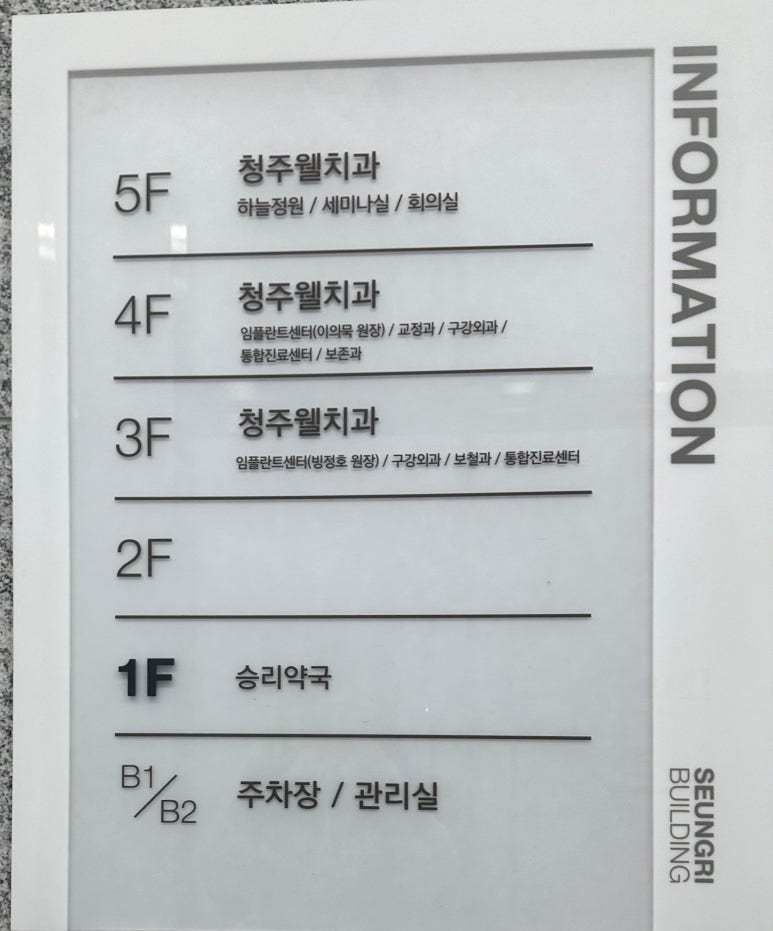 INFORMATION
5F
청주웰치과
하늘정원 / 세미나실 / 회의실
4F
청주웰치과
임플란트센터(이의묵 원장) / 교정과 / 구강외과 /
통합진료센터 / 보존과
3F
청주웰치과
임플란트센터(빙정호 원장) / 구강외과 / 보철과 / 통합진료센터
2F
1F
승리약국
B1/B2
주차장 / 관리실
SEUNGRI
BUILDING